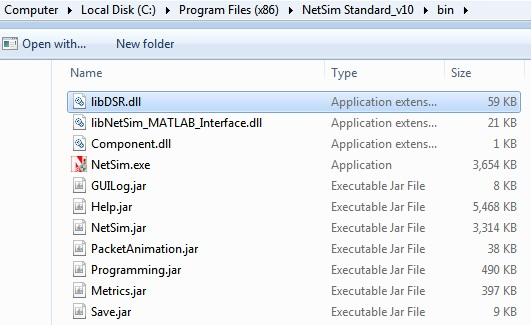 Computer ▸ Local Disk (C:) ▸ Program Files (x86) ▸ NetSim Standard_v10 ▸ bin ▸
Open with... New folder
Name Type Size
libDSR.dll Application extens... 59 KB
libNetSim_MATLAB_Interface.dll Application extens... 21 KB
Component.dll Application extens... 1 KB
NetSim.exe Application 3,654 KB
GUILog.jar Executable Jar File 8 KB
Help.jar Executable Jar File 5,468 KB
NetSim.jar Executable Jar File 3,314 KB
PacketAnimation.jar Executable Jar File 38 KB
Programming.jar Executable Jar File 490 KB
Metrics.jar Executable Jar File 397 KB
Save.jar Executable Jar File 9 KB